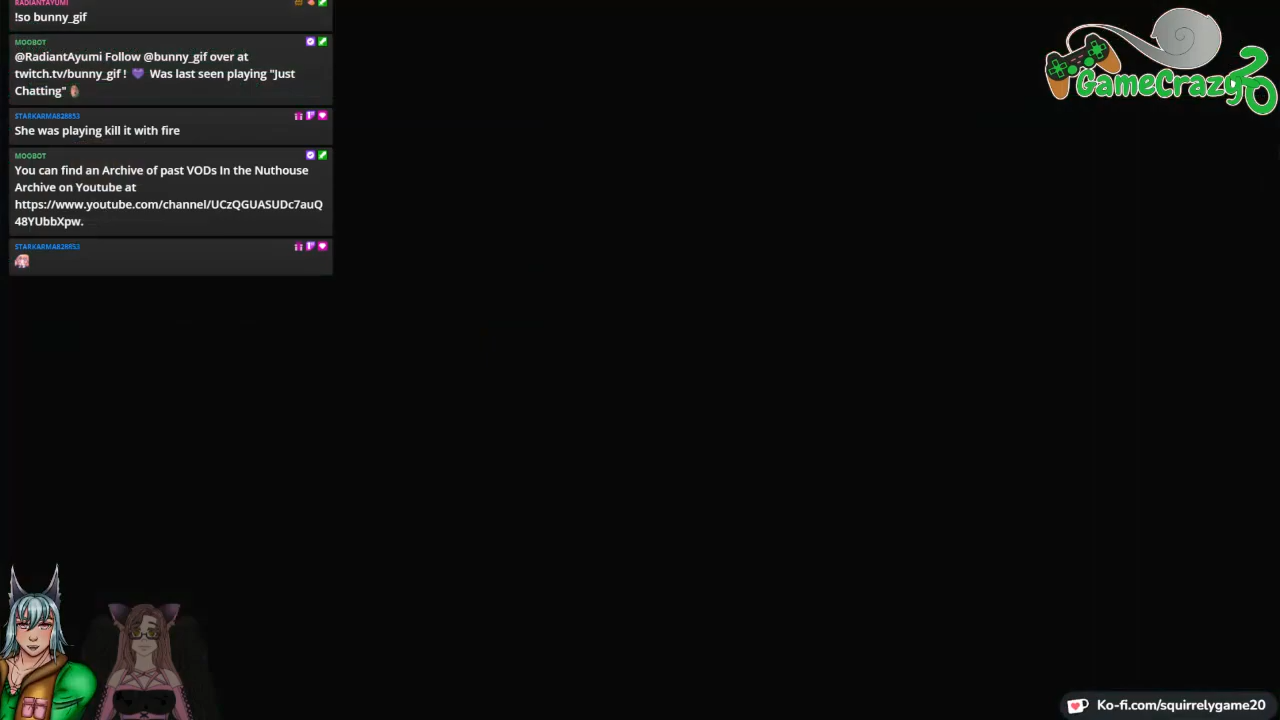 RADIANTAYUMI
!so bunny_gif
MOOBOT
@RadiantAyumi Follow @bunny_gif over at
twitch.tv/bunny_gif ! 💜 Was last seen playing "Just
Chatting"
STARKARMA828853
She was playing kill it with fire
MOOBOT
You can find an Archive of past VODs In the Nuthouse
Archive on Youtube at
https://www.youtube.com/channel/UCzQGUASUDc7auQ
48YUbbXpw.
STARKARMA828853
GameCrazy20
Ko-fi.com/squirrelygame20